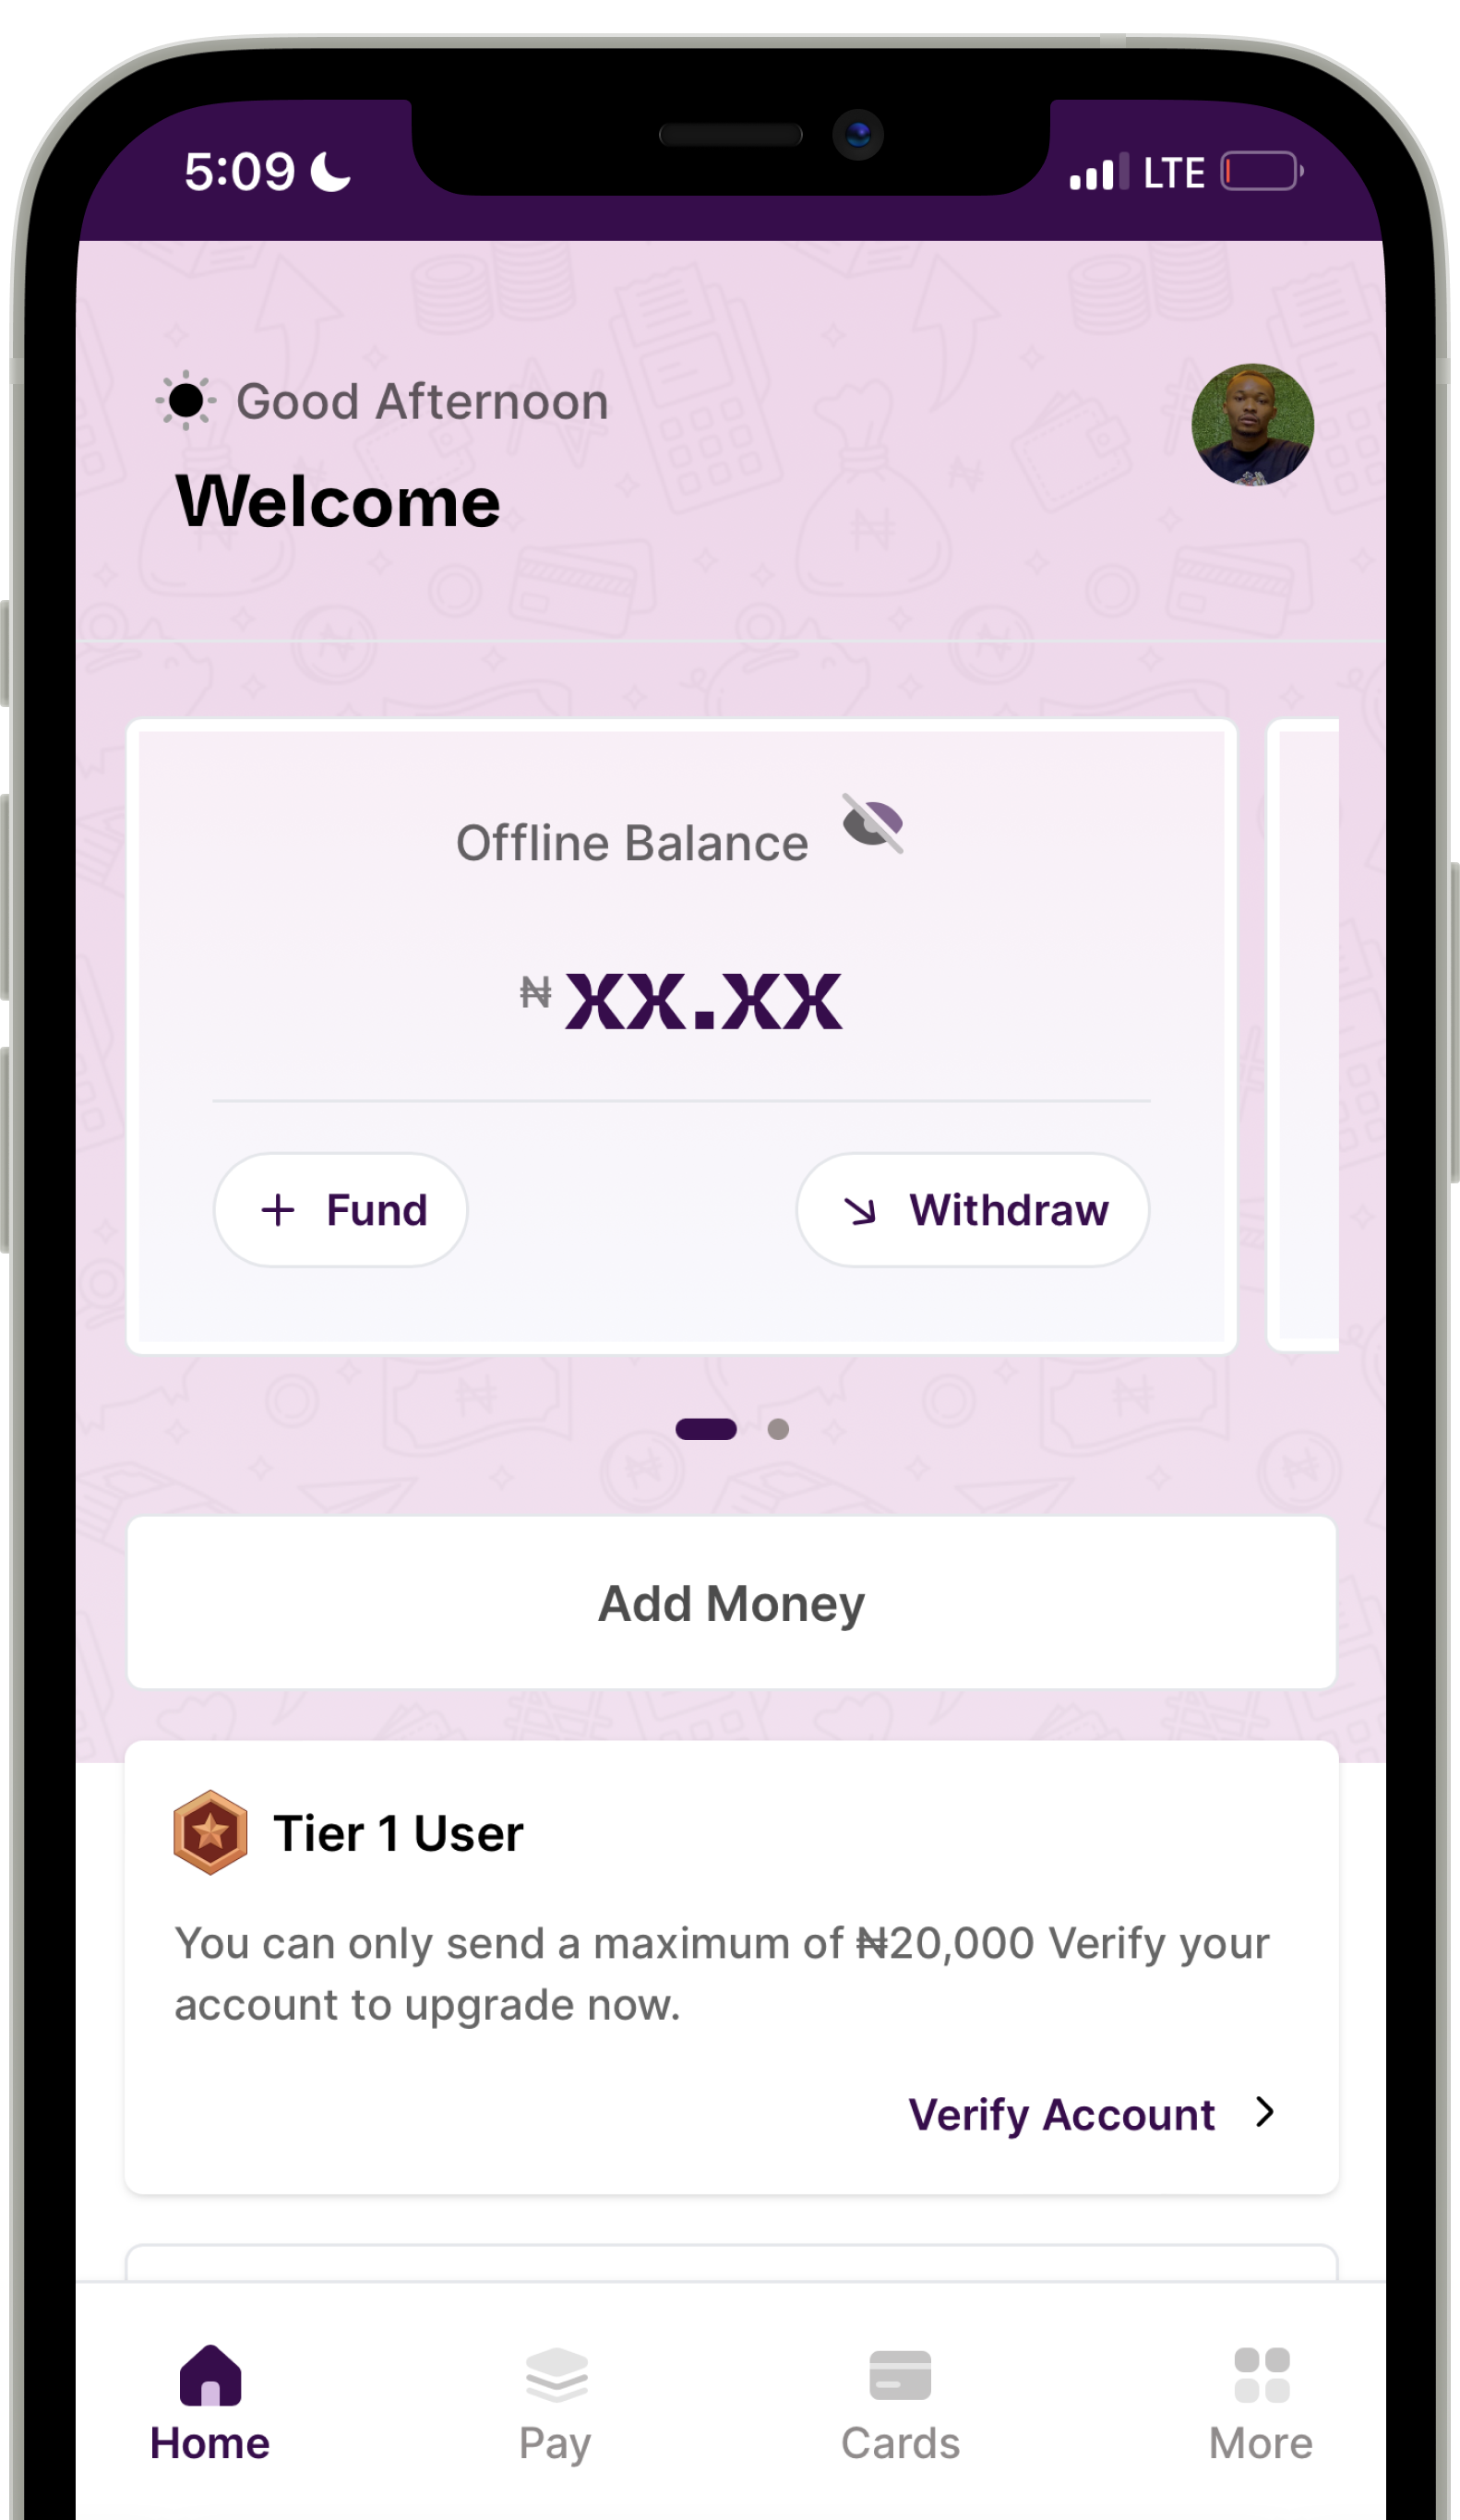 5:09 LTE
Good Afternoon
Welcome
Offline Balance
₦ xx.xx
Fund Withdraw
Add Money
Tier 1 User
You can only send a maximum of ₦20,000 Verify your
account to upgrade now.
Verify Account
Home Pay Cards More